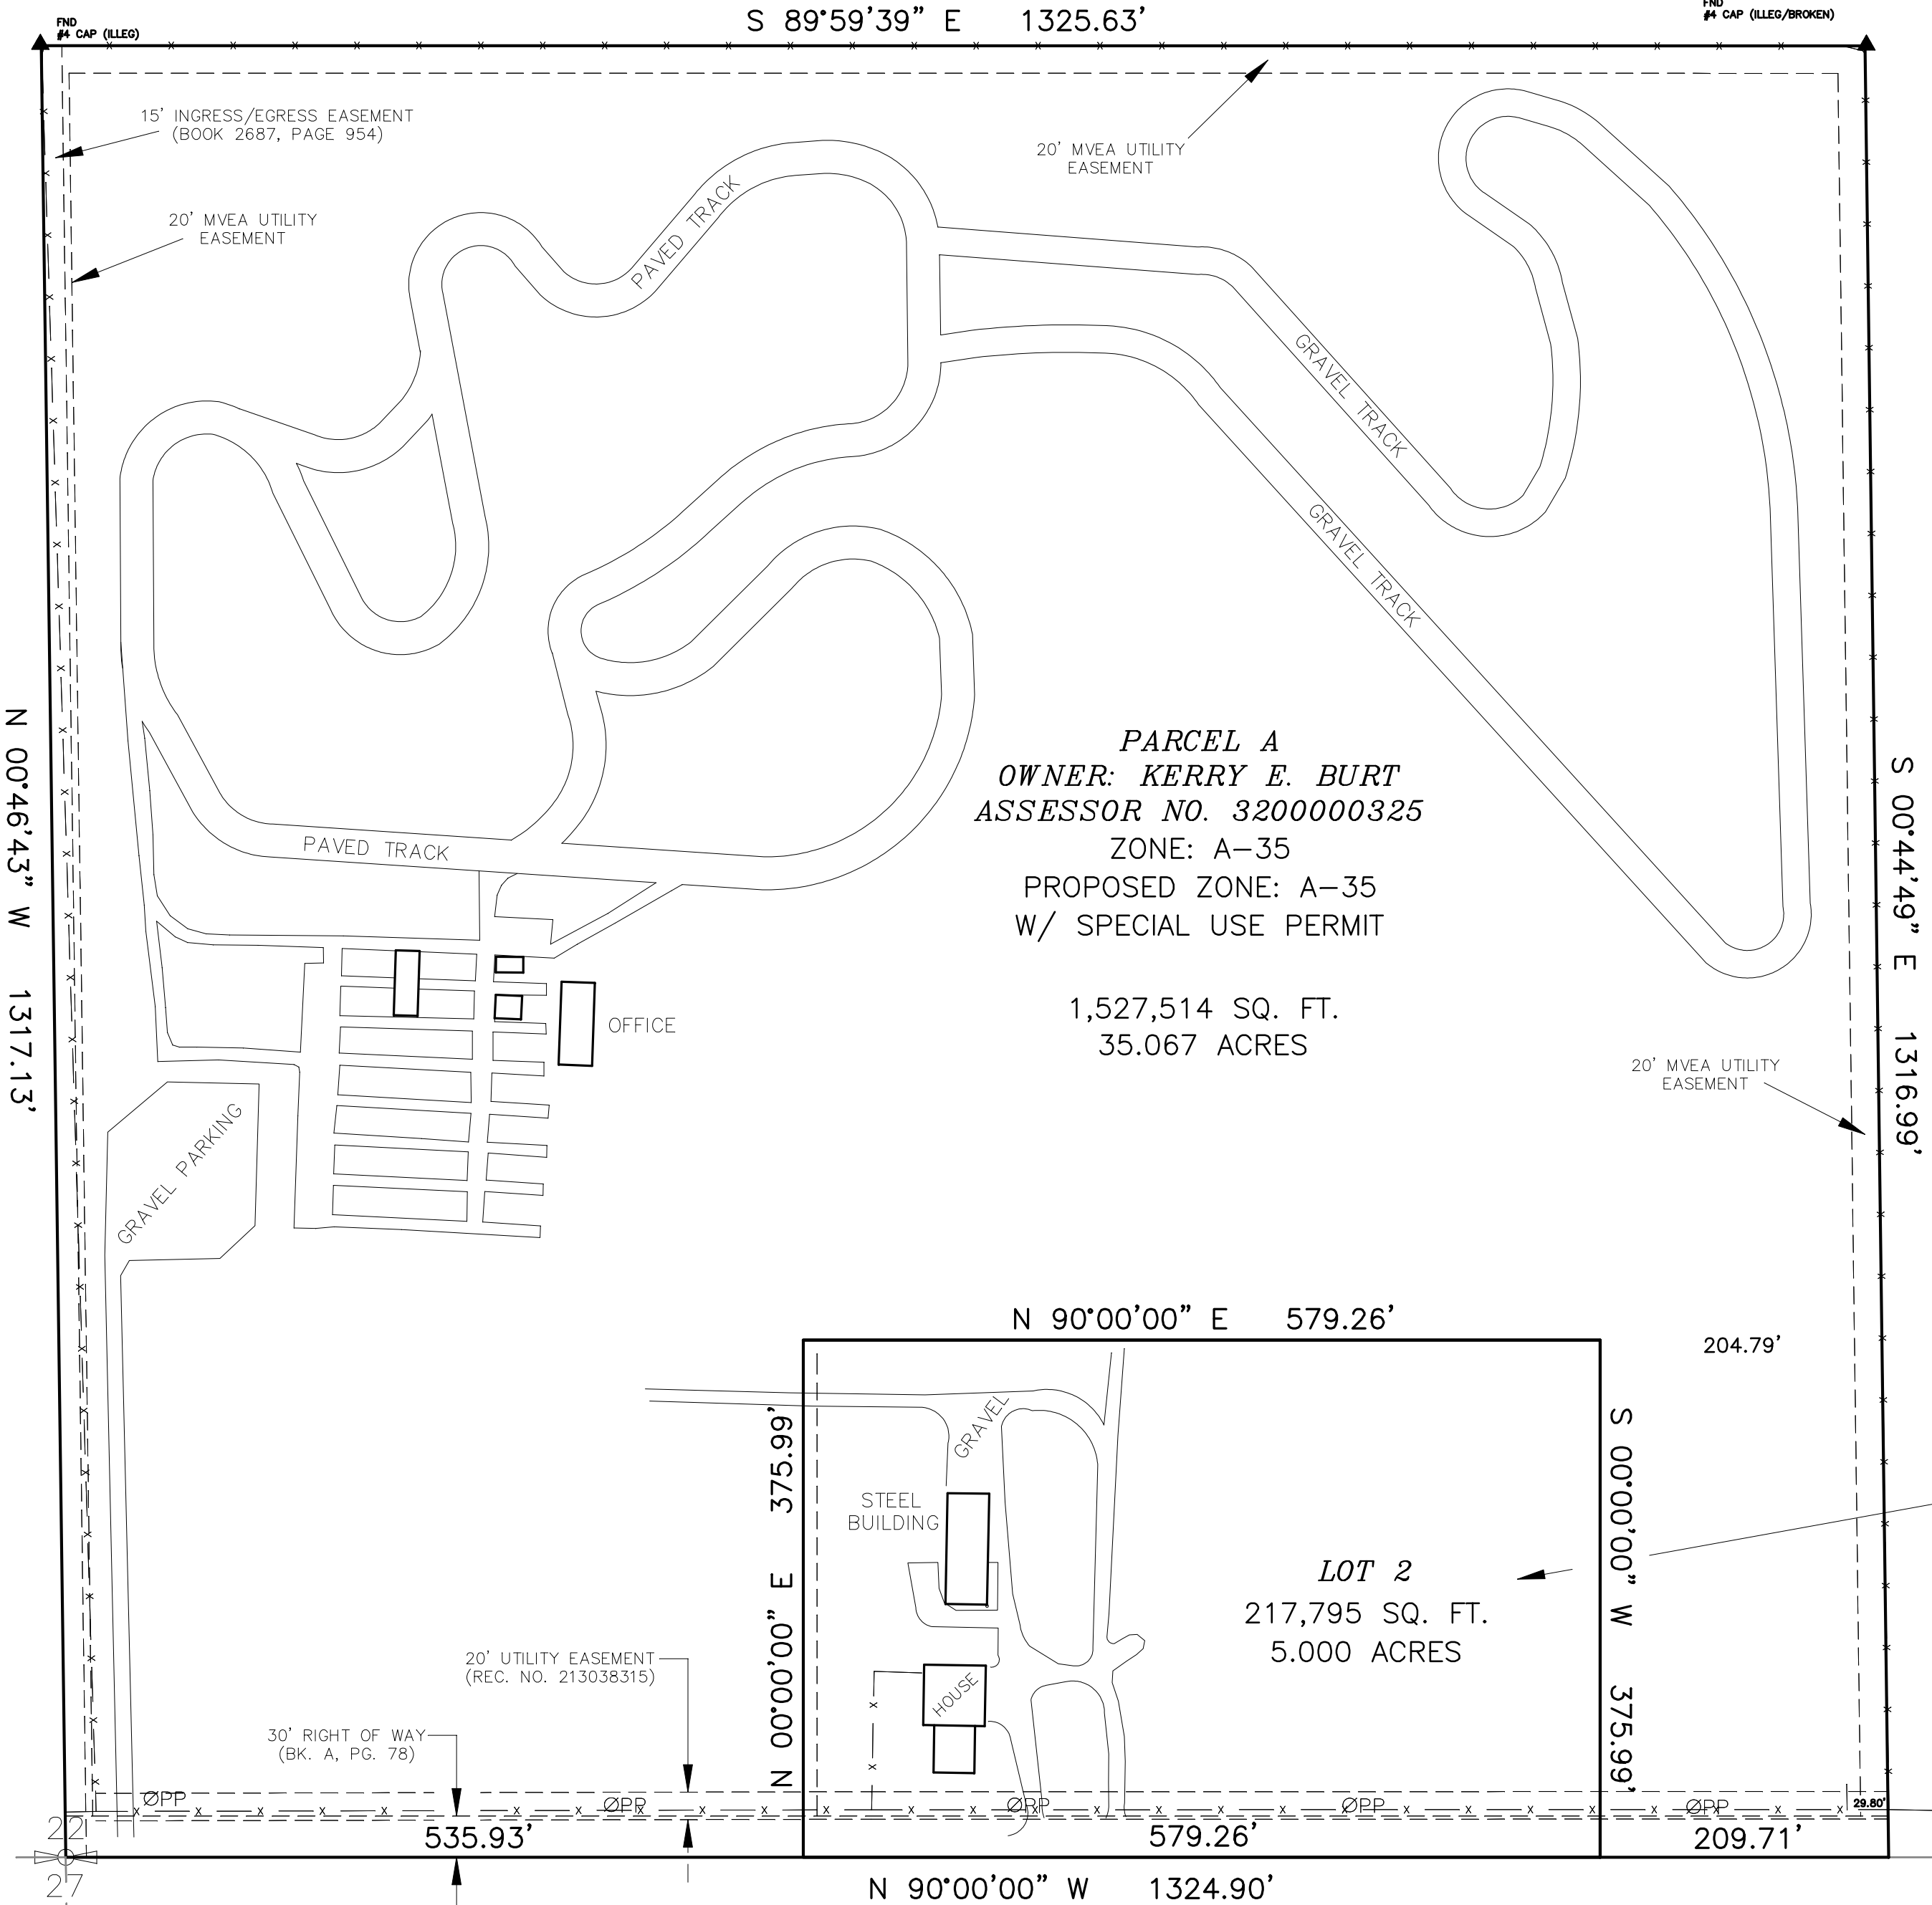 FND
#4 CAP (ILLEG)
S 89°59'39" E 1325.63'
FND
#4 CAP (ILLEG/BROKEN)
15' INGRESS/EGRESS EASEMENT
(BOOK 2687, PAGE 954)
20' MVEA UTILITY
EASEMENT
20' MVEA UTILITY
EASEMENT
PAVED TRACK
GRAVEL TRACK
GRAVEL TRACK
N 00°46'43" W 1317.13'
S 00°44'49" E 1316.99'
PARCEL A
OWNER: KERRY E. BURT
ASSESSOR NO. 3200000325
ZONE: A-35
PROPOSED ZONE: A-35
W/ SPECIAL USE PERMIT
1,527,514 SQ. FT.
35.067 ACRES
PAVED TRACK
OFFICE
20' MVEA UTILITY
EASEMENT
GRAVEL PARKING
N 90°00'00" E 579.26'
204.79'
N 00°00'00" E 375.99'
GRAVEL
STEEL
BUILDING
S 00°00'00" W 375.99'
LOT 2
217,795 SQ. FT.
5.000 ACRES
HOUSE
20' UTILITY EASEMENT
(REC. NO. 213038315)
30' RIGHT OF WAY
(BK. A, PG. 78)
ØPP
ØPP
ØPP
ØPP
ØPP
29.80'
22
27
535.93'
579.26'
209.71'
N 90°00'00" W 1324.90'